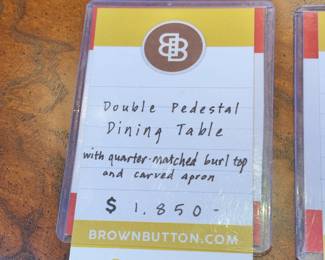 BB
Double Pedestal
Dining Table
with quarter-matched burl top
and carved apron
$ 1,850-
BROWNBUTTON.COM